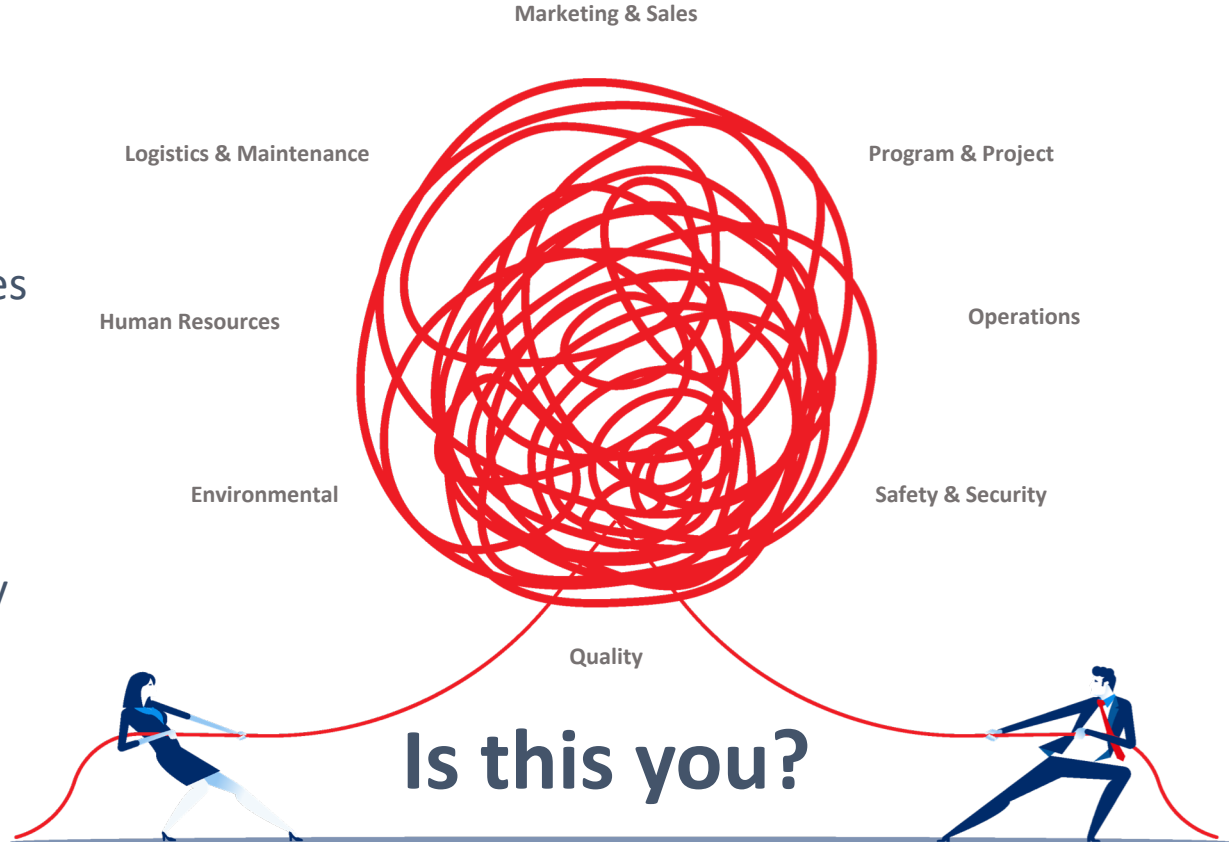 Marketing & Sales
Logistics & Maintenance
Program & Project
Human Resources
Operations
Environmental
Safety & Security
Quality
Is this you?